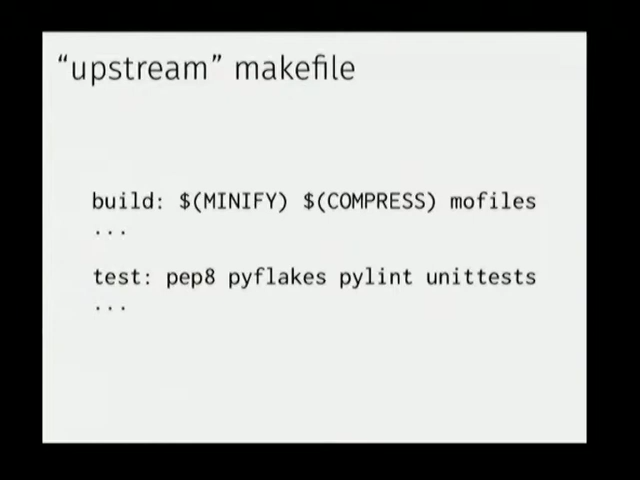 “upstream” makefile
build: $(MINIFY) $(COMPRESS) mofiles
...
test: pep8 pyflakes pylint unittests
...